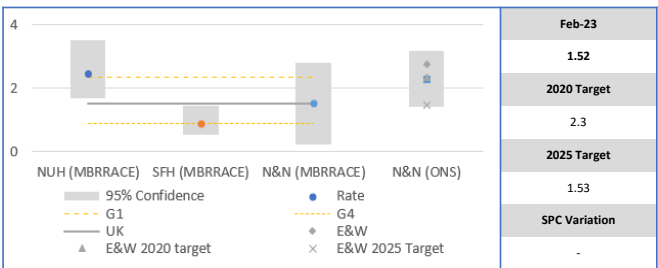 4
2
0
NUH (MBRRACE) SFH (MBRRACE) N&N (MBRRACE) N&N (ONS)
95% Confidence Rate
G1 G4
UK E&W
E&W 2020 target E&W 2025 Target
Feb-23
1.52
2020 Target
2.3
2025 Target
1.53
SPC Variation
-